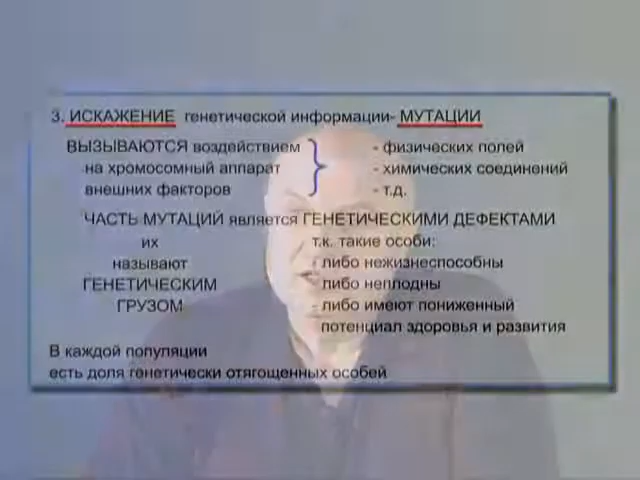 3. ИСКАЖЕНИЕ генетической информации- МУТАЦИИ
ВЫЗЫВАЮТСЯ воздействием - физических полей
на хромосомный аппарат - химических соединений
внешних факторов - т.д.
ЧАСТЬ МУТАЦИЙ является ГЕНЕТИЧЕСКИМИ ДЕФЕКТАМИ
их т.к. такие особи:
называют - либо нежизнеспособны
ГЕНЕТИЧЕСКИМ - либо неплодны
ГРУЗОМ - либо имеют пониженный
потенциал здоровья и развития
В каждой популяции
есть доля генетически отягощенных особей